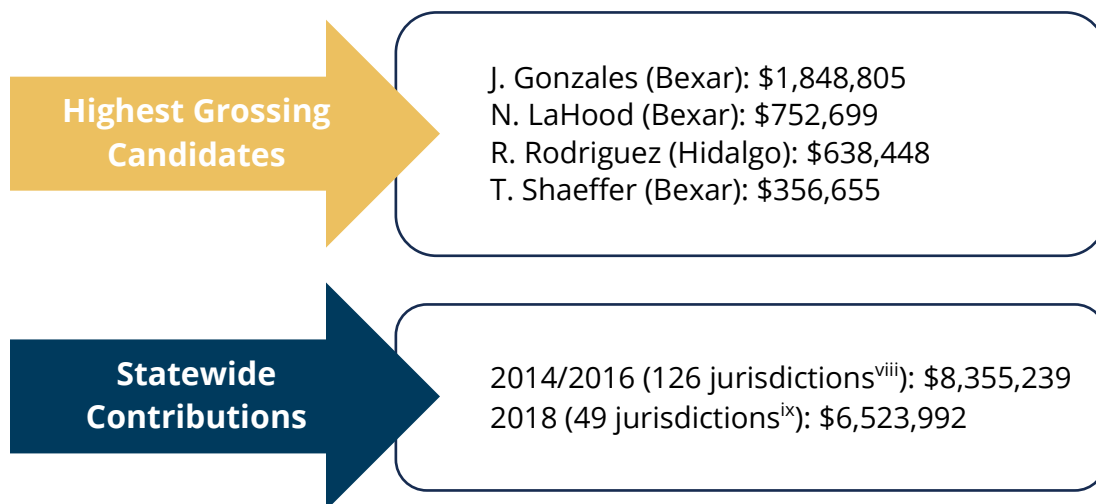 Highest Grossing
Candidates
J. Gonzales (Bexar): $1,848,805
N. LaHood (Bexar): $752,699
R. Rodriguez (Hidalgo): $638,448
T. Shaeffer (Bexar): $356,655
Statewide
Contributions
2014/2016 (126 jurisdictionsviii): $8,355,239
2018 (49 jurisdictionsix): $6,523,992